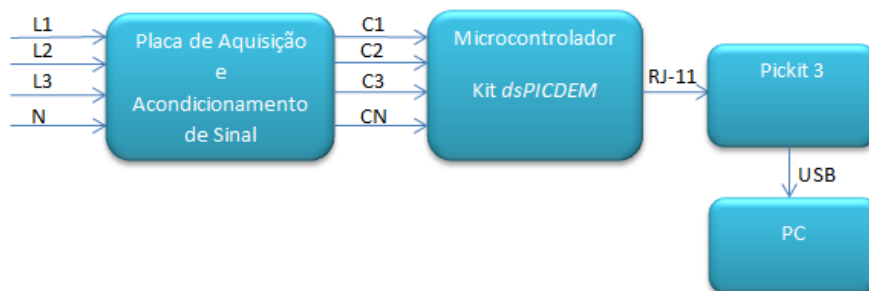 L1
L2
L3
N
Placa de Aquisição
e
Acondicionamento
de Sinal
C1
C2
C3
CN
Microcontrolador
Kit dsPICDEM
RJ-11
Pickit 3
USB
PC